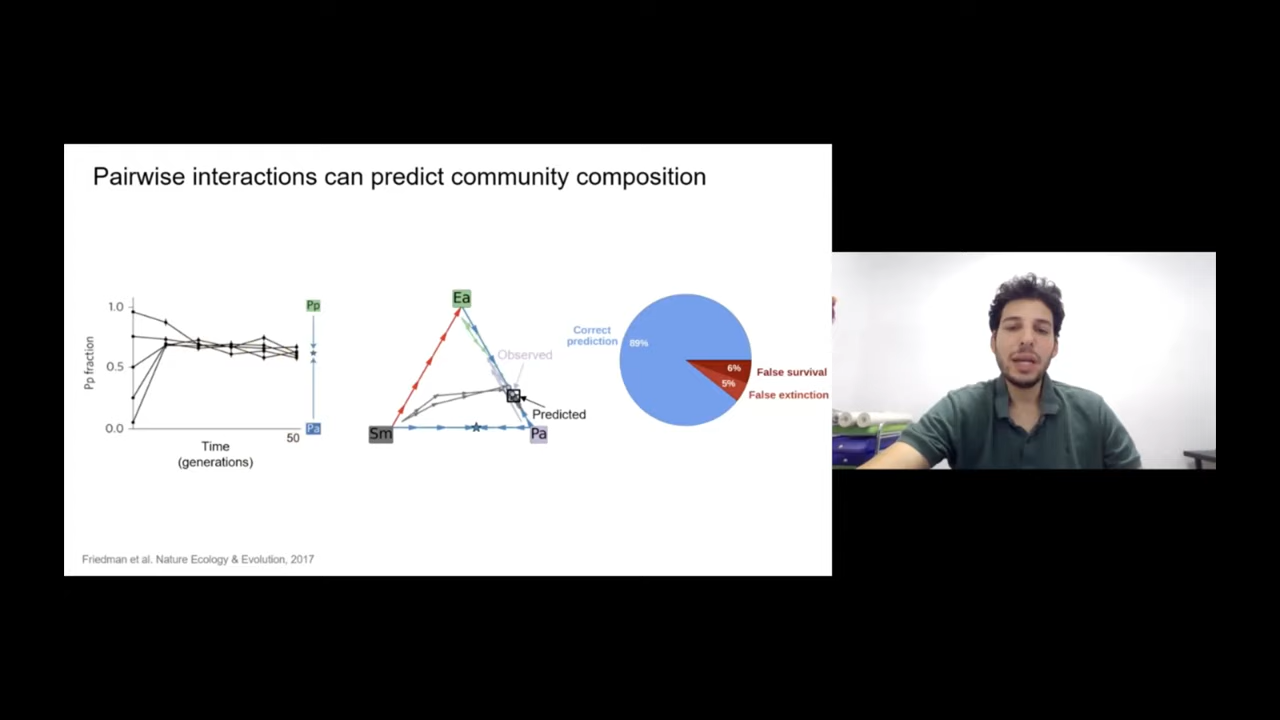 Pairwise interactions can predict community composition
1.0
0.5
0.0
Pp fraction
Time
(generations)
50
Pp
Pa
Ea
Observed
Predicted
Sm
Pa
Correct
prediction
89%
6%
False survival
5%
False extinction
Friedman et al. Nature Ecology & Evolution, 2017